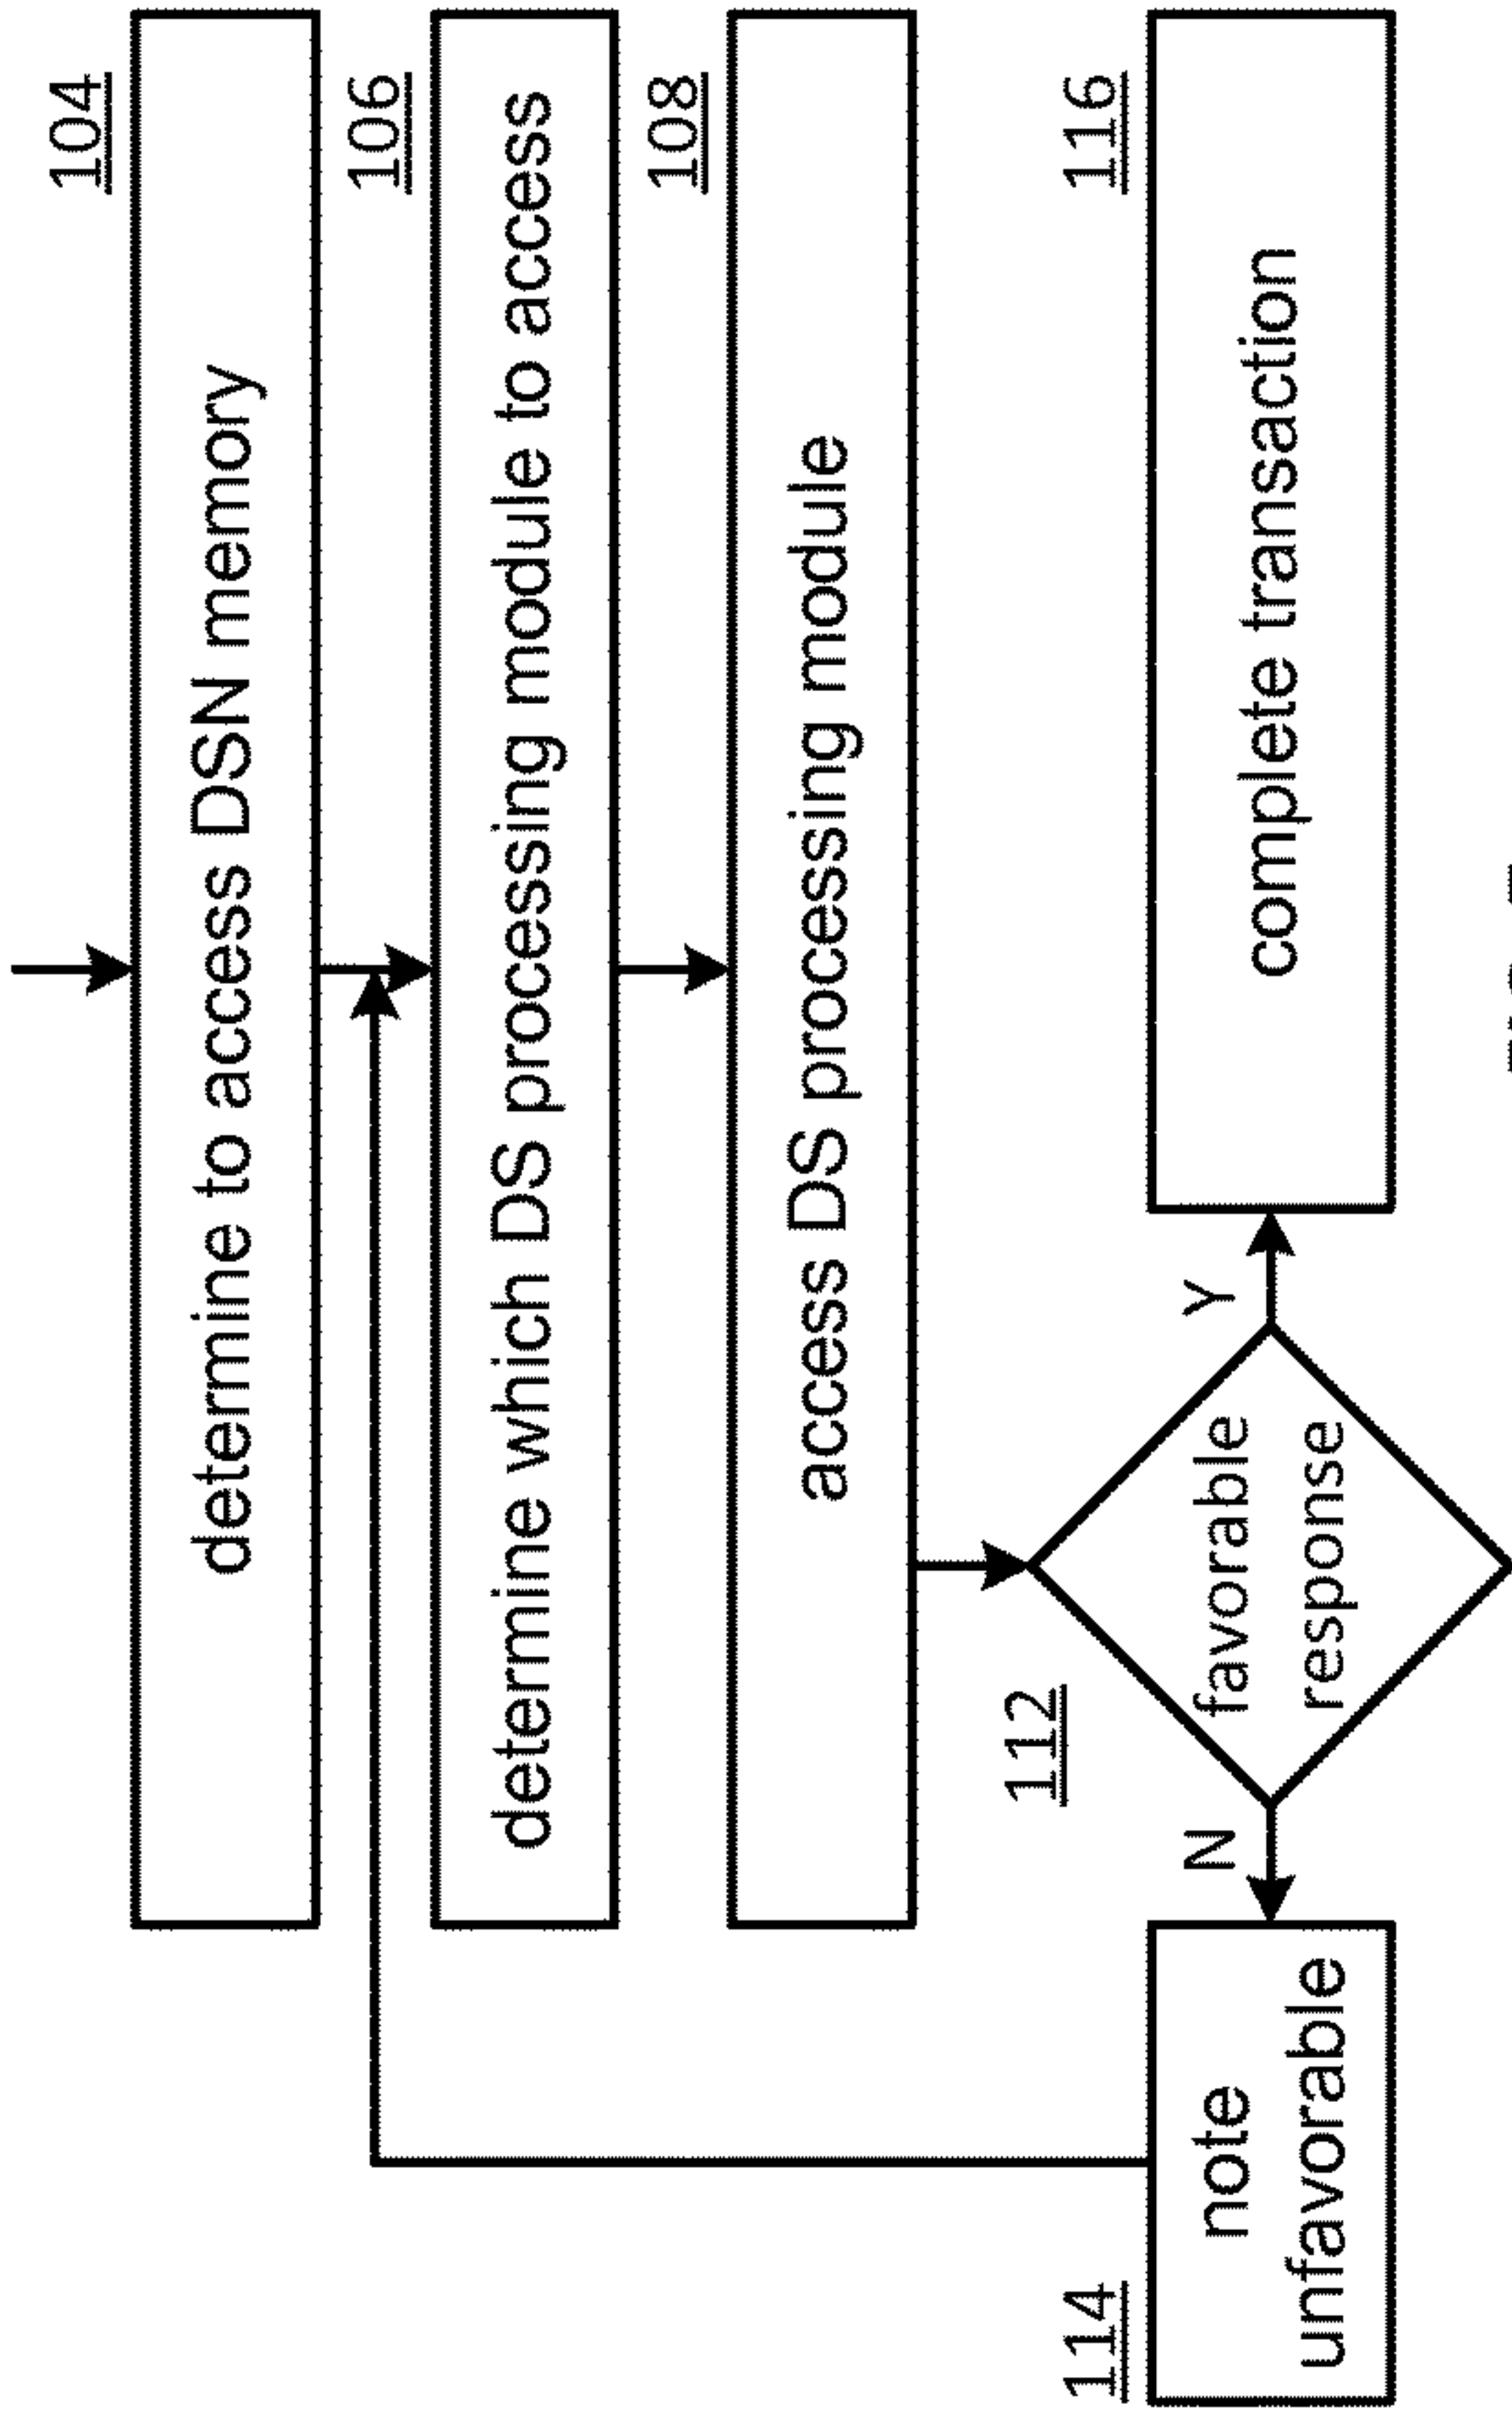 104
determine to access DSN memory
106
determine which DS processing module to access
108
access DS processing module
112
favorable
response
N
Y
114
note
unfavorable
116
complete transaction